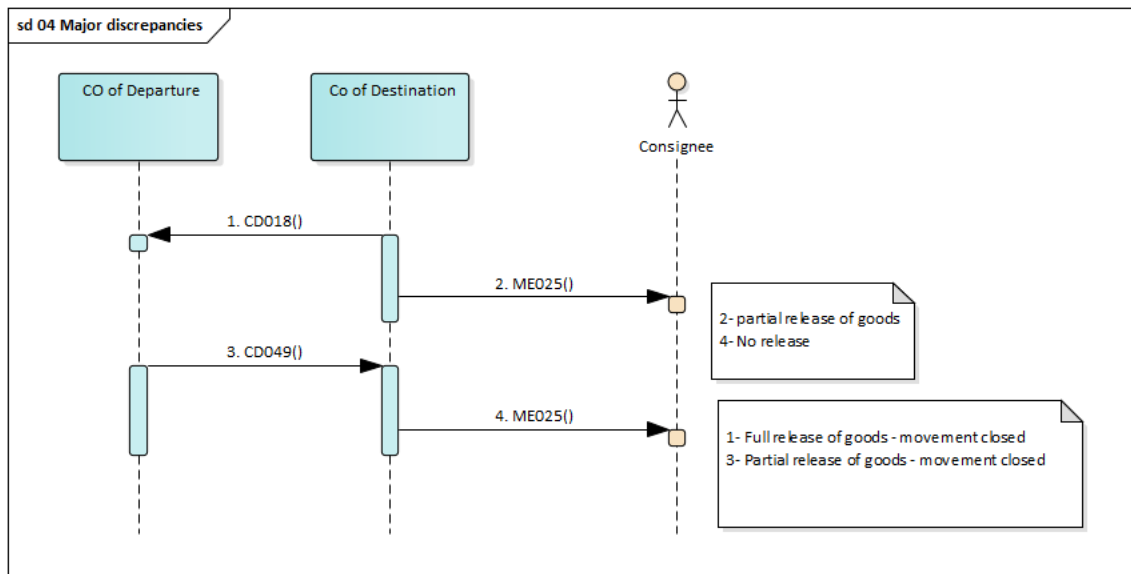 sd 04 Major discrepancies
CO of Departure
Co of Destination
Consignee
1. CD018()
2. ME025()
2- partial release of goods
4- No release
3. CD049()
4. ME025()
1- Full release of goods - movement closed
3- Partial release of goods - movement closed